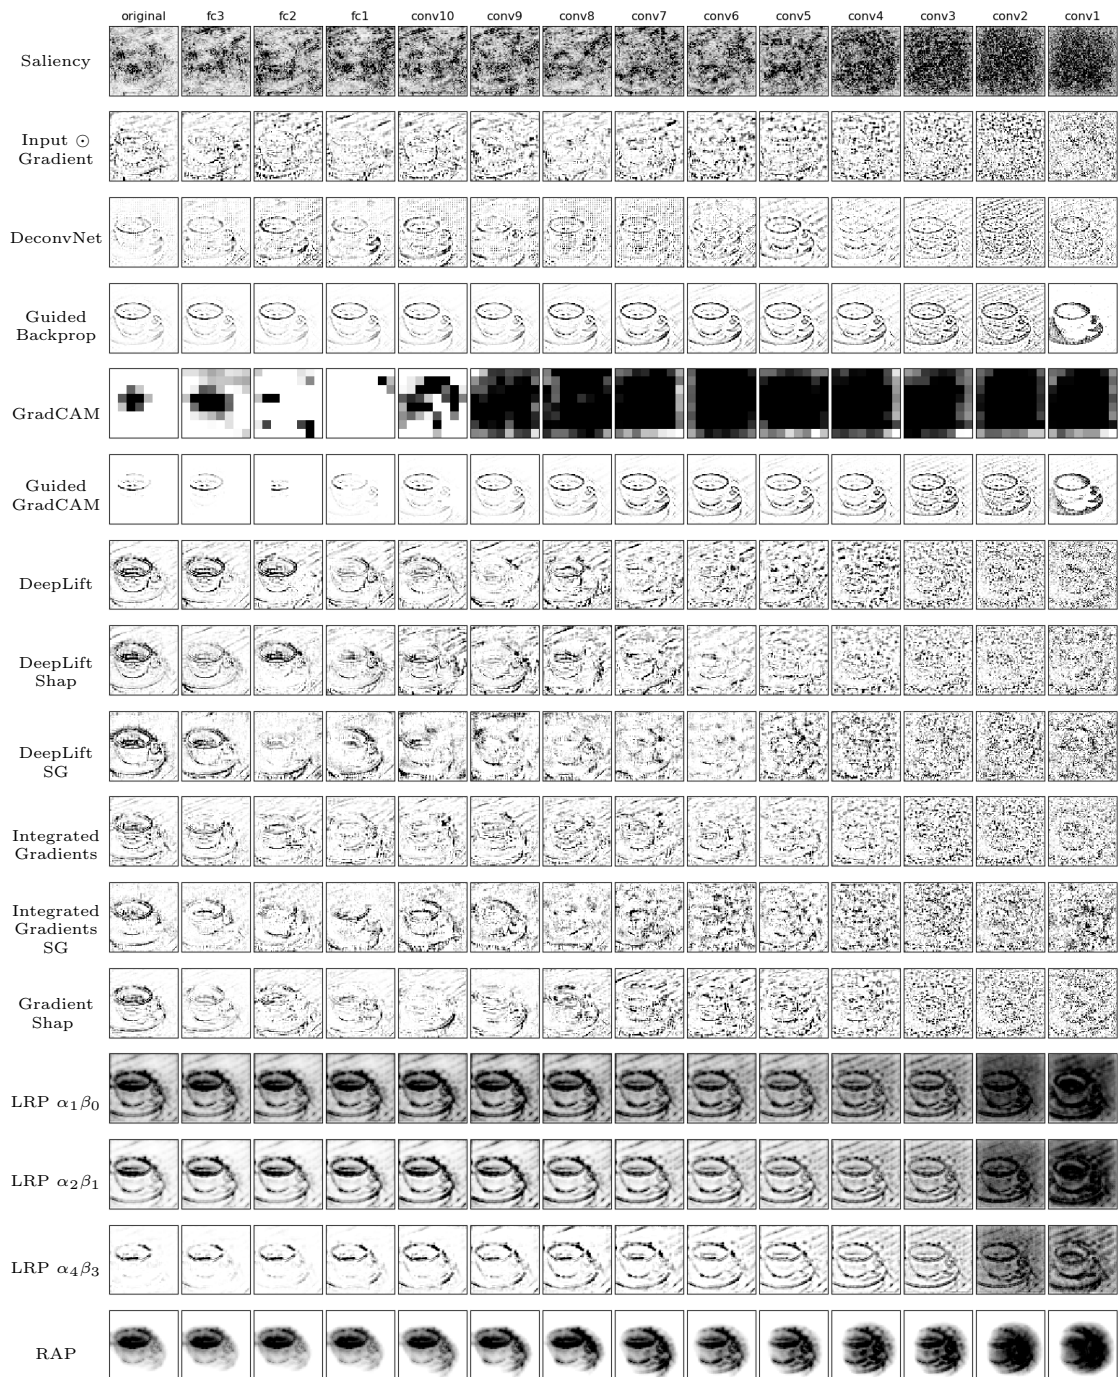 original fc3 fc2 fc1 conv10 conv9 conv8 conv7 conv6 conv5 conv4 conv3 conv2 conv1
Saliency
Input ⊙
Gradient
DeconvNet
Guided
Backprop
GradCAM
Guided
GradCAM
DeepLift
DeepLift
Shap
DeepLift
SG
Integrated
Gradients
Integrated
Gradients
SG
Gradient
Shap
LRP α₁β₀
LRP α₂β₁
LRP α₄β₃
RAP